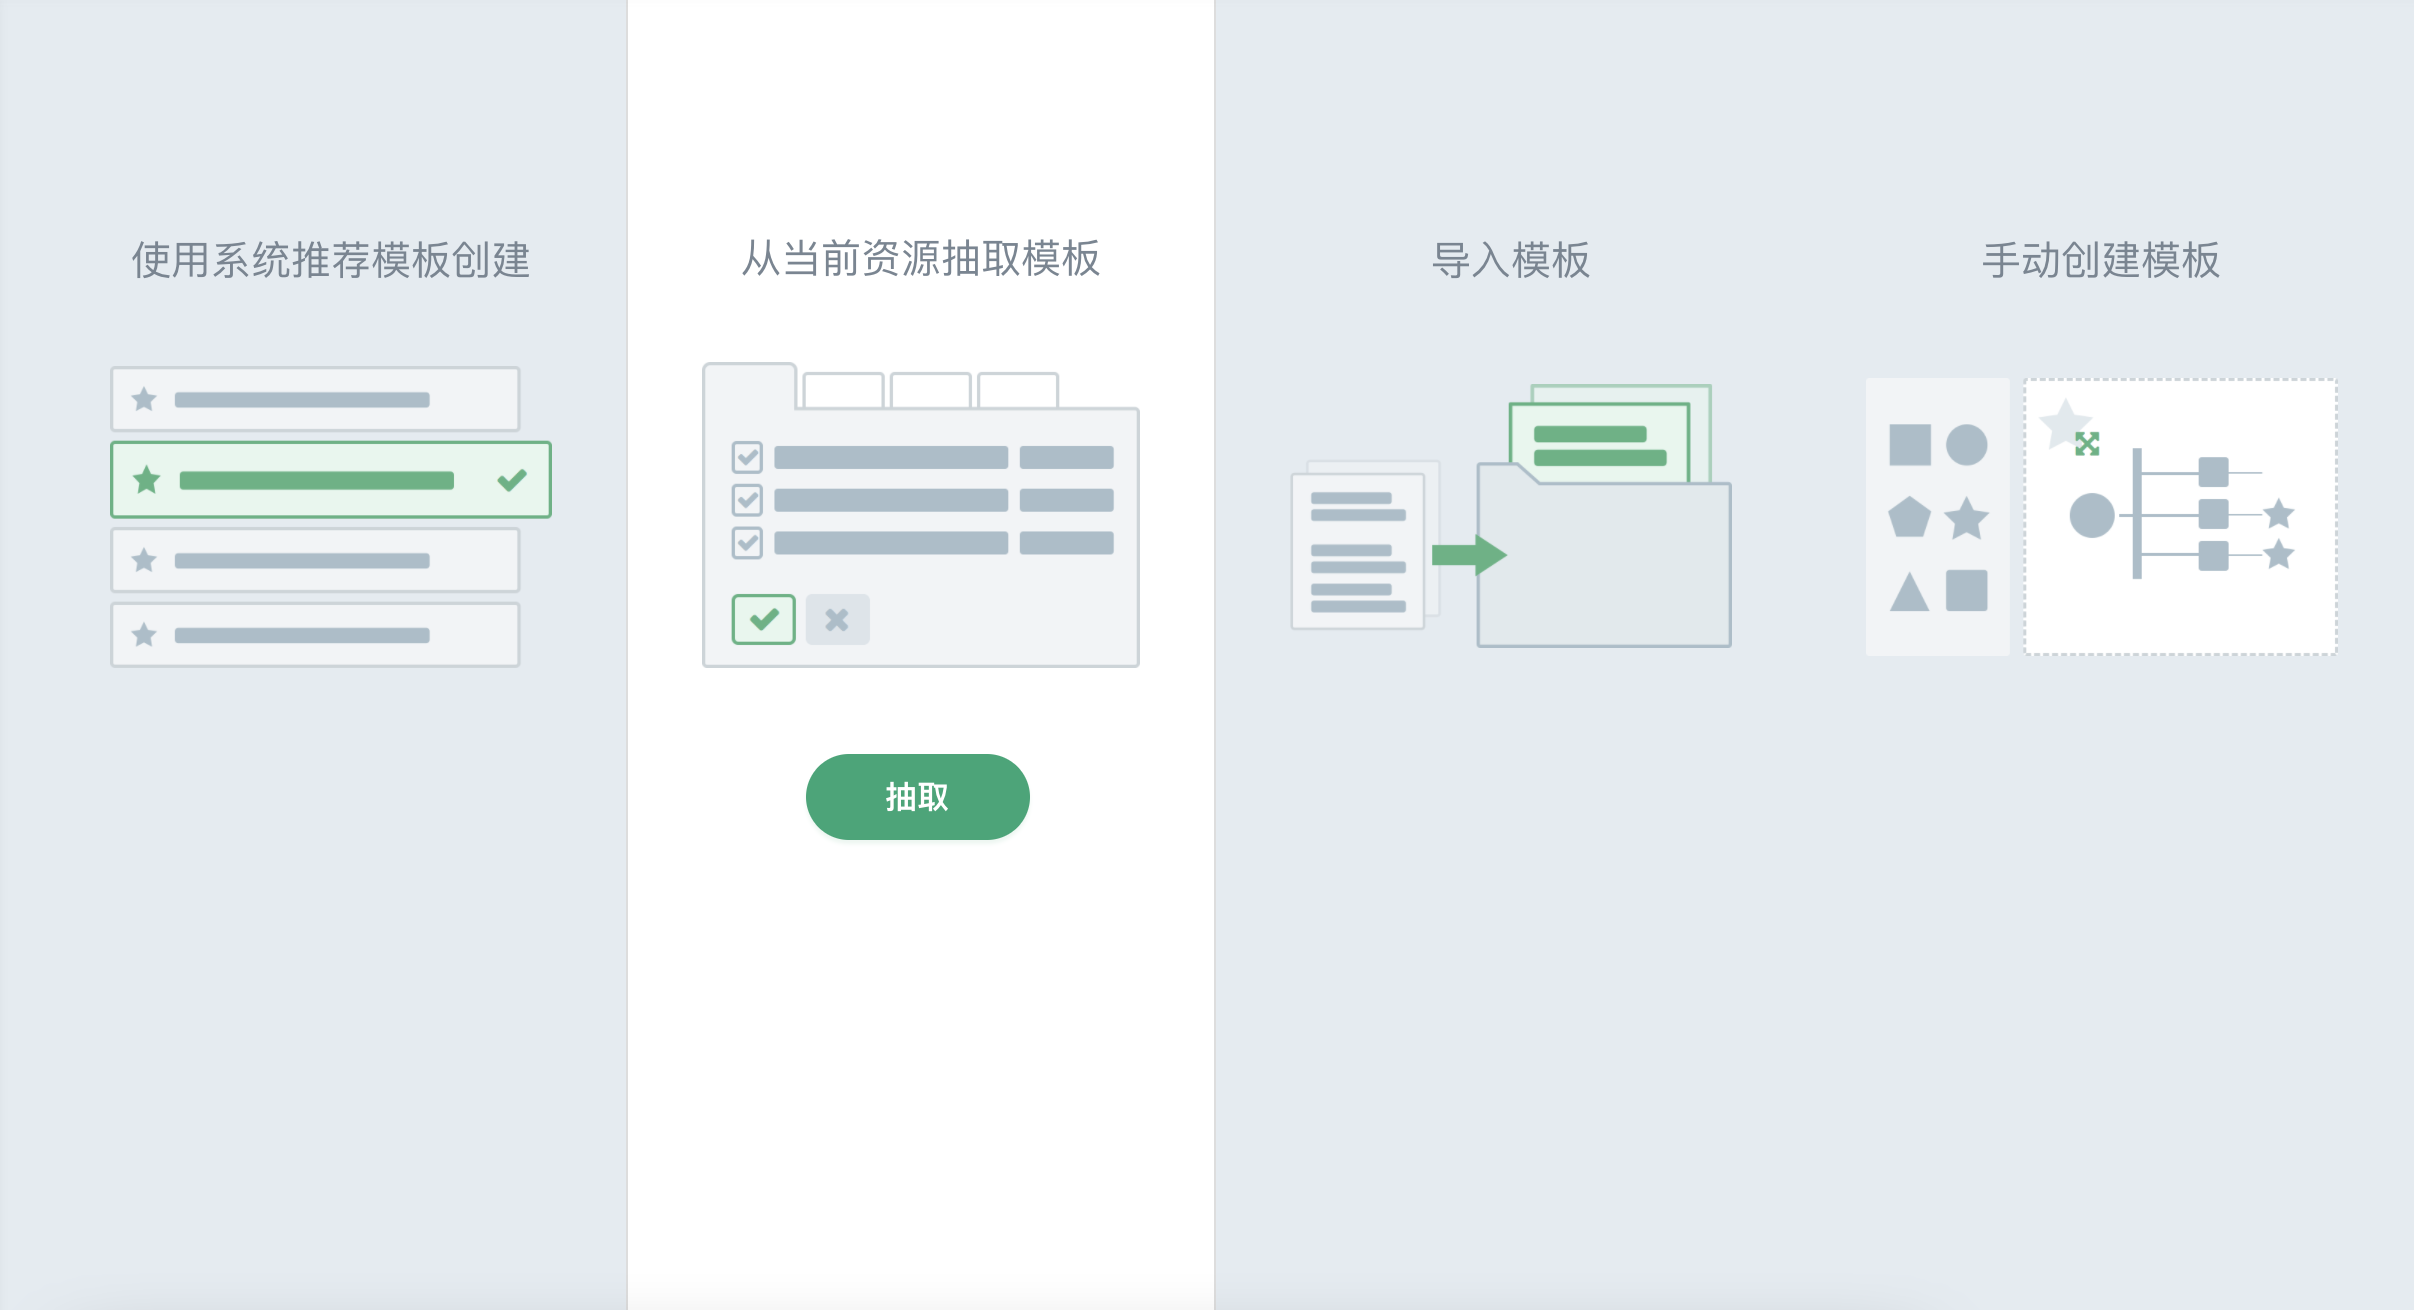 使用系统推荐模板创建
从当前资源抽取模板
导入模板
手动创建模板
抽取